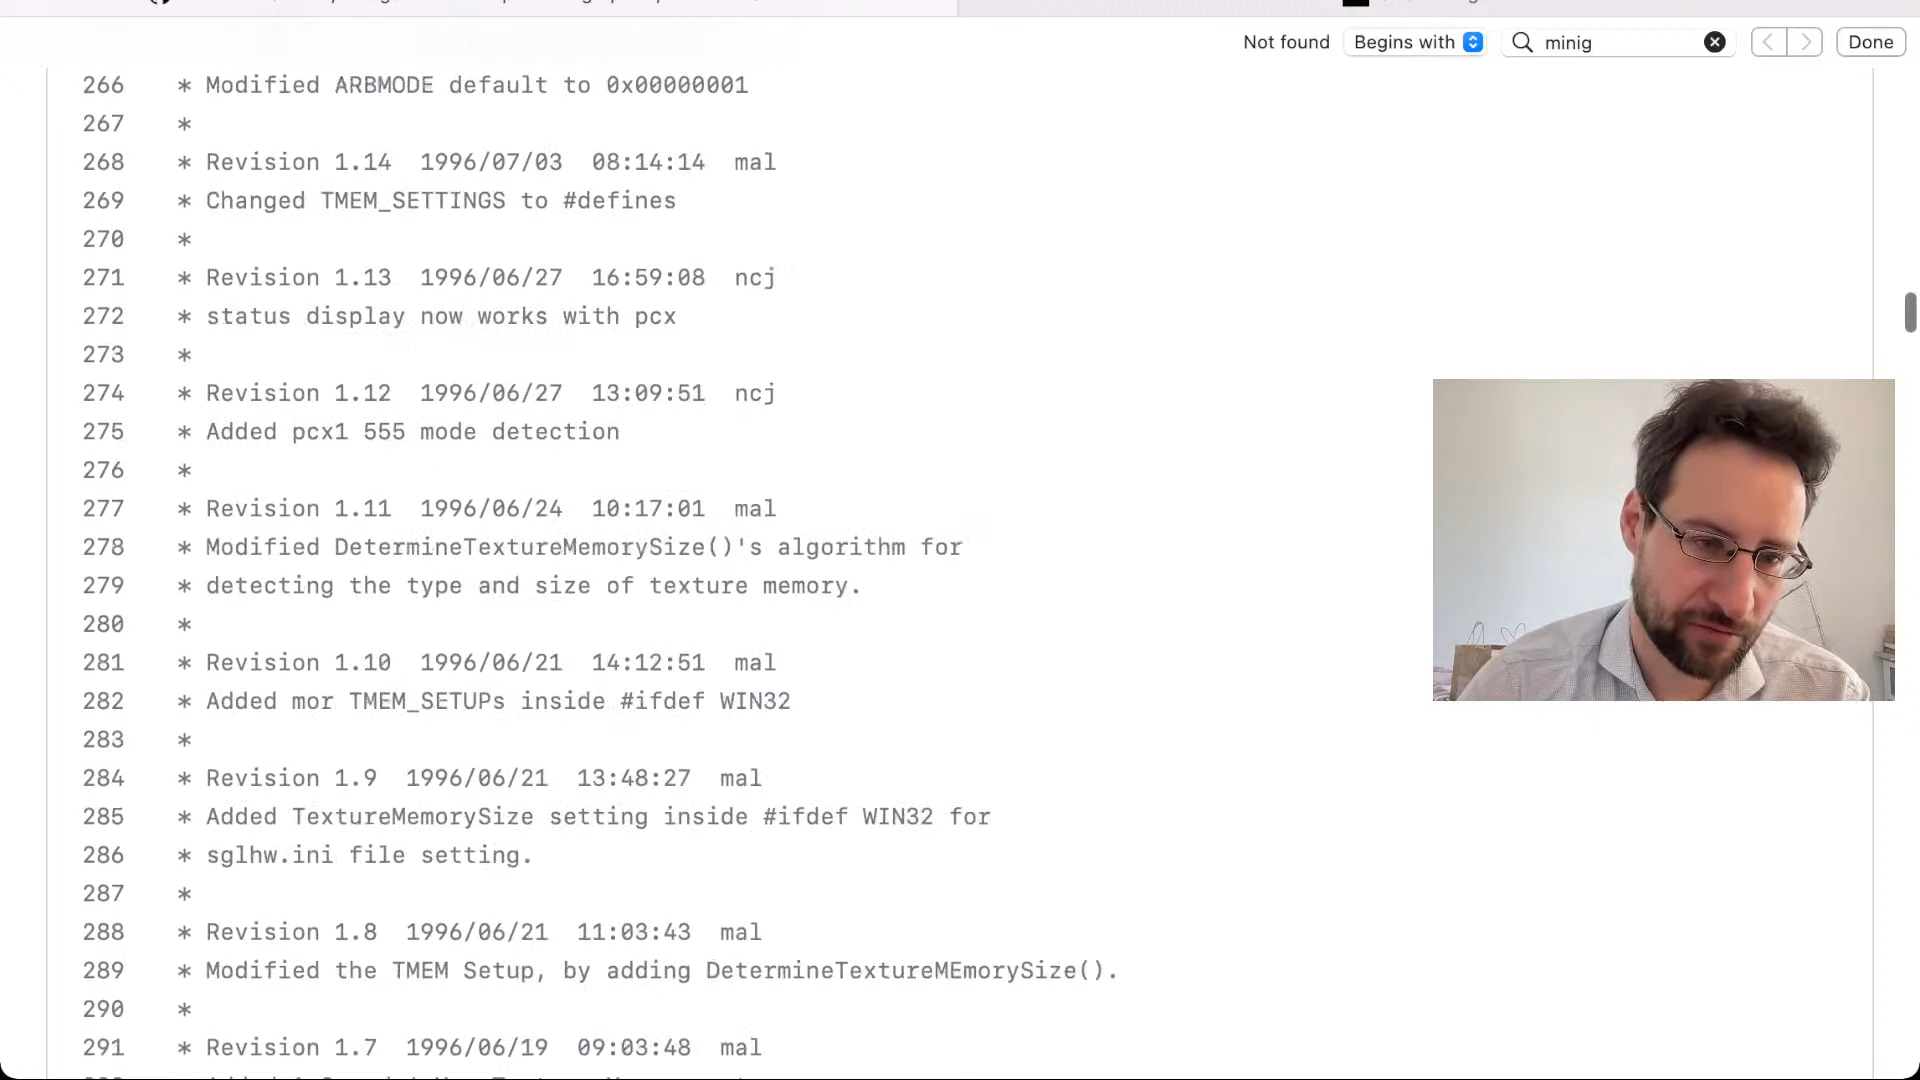 Not found Begins with minig Done
266 * Modified ARBMODE default to 0x00000001
267 *
268 * Revision 1.14 1996/07/03 08:14:14 mal
269 * Changed TMEM_SETTINGS to #defines
270 *
271 * Revision 1.13 1996/06/27 16:59:08 ncj
272 * status display now works with pcx
273 *
274 * Revision 1.12 1996/06/27 13:09:51 ncj
275 * Added pcx1 555 mode detection
276 *
277 * Revision 1.11 1996/06/24 10:17:01 mal
278 * Modified DetermineTextureMemorySize()'s algorithm for
279 * detecting the type and size of texture memory.
280 *
281 * Revision 1.10 1996/06/21 14:12:51 mal
282 * Added mor TMEM_SETUPs inside #ifdef WIN32
283 *
284 * Revision 1.9 1996/06/21 13:48:27 mal
285 * Added TextureMemorySize setting inside #ifdef WIN32 for
286 * sglhw.ini file setting.
287 *
288 * Revision 1.8 1996/06/21 11:03:43 mal
289 * Modified the TMEM Setup, by adding DetermineTextureMEmorySize().
290 *
291 * Revision 1.7 1996/06/19 09:03:48 mal